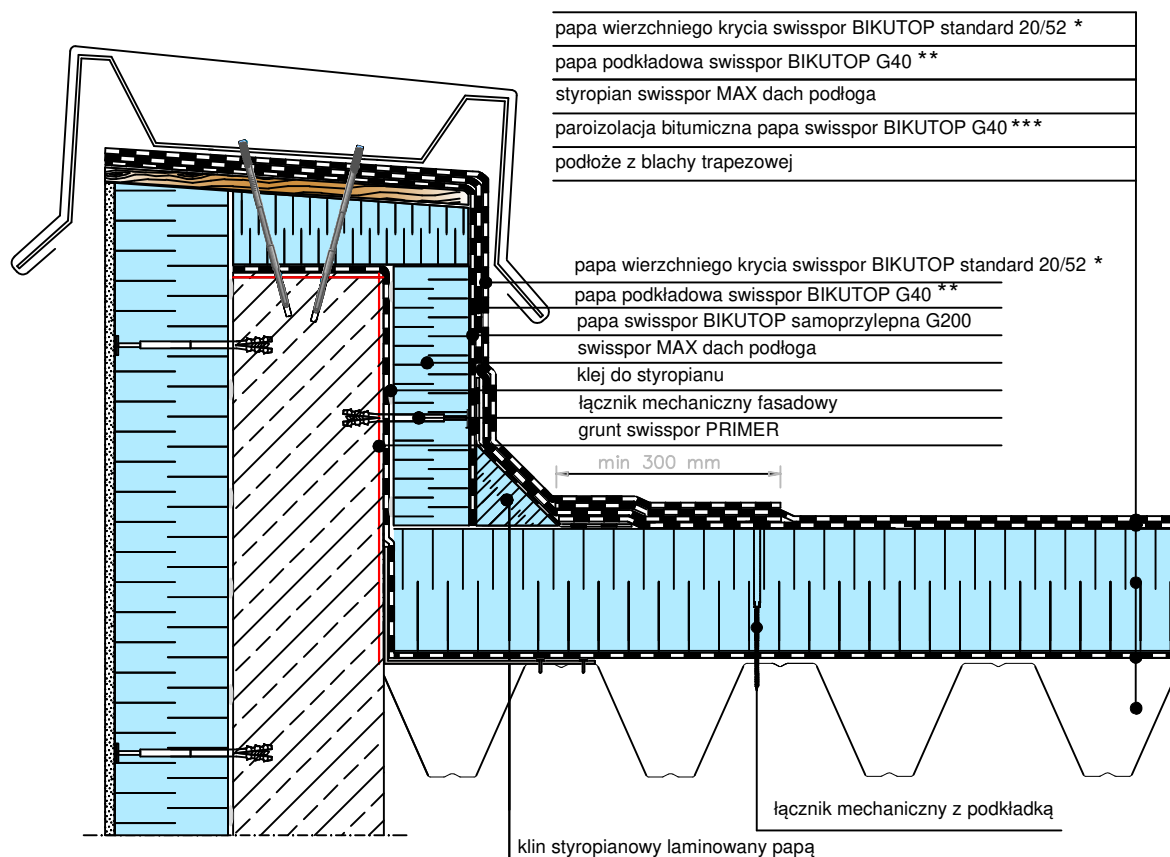 papa wierzchniego krycia swisspor BIKUTOP standard 20/52 *
papa podkładowa swisspor BIKUTOP G40 **
styropian swisspor MAX dach podłoga
paroizolacja bitumiczna papa swisspor BIKUTOP G40 ***
podłoże z blachy trapezowej
papa wierzchniego krycia swisspor BIKUTOP standard 20/52 *
papa podkładowa swisspor BIKUTOP G40 **
papa swisspor BIKUTOP samoprzylepna G200
swisspor MAX dach podłoga
klej do styropianu
łącznik mechaniczny fasadowy
grunt swisspor PRIMER
min 300 mm
łącznik mechaniczny z podkładką
klin styropianowy laminowany papą